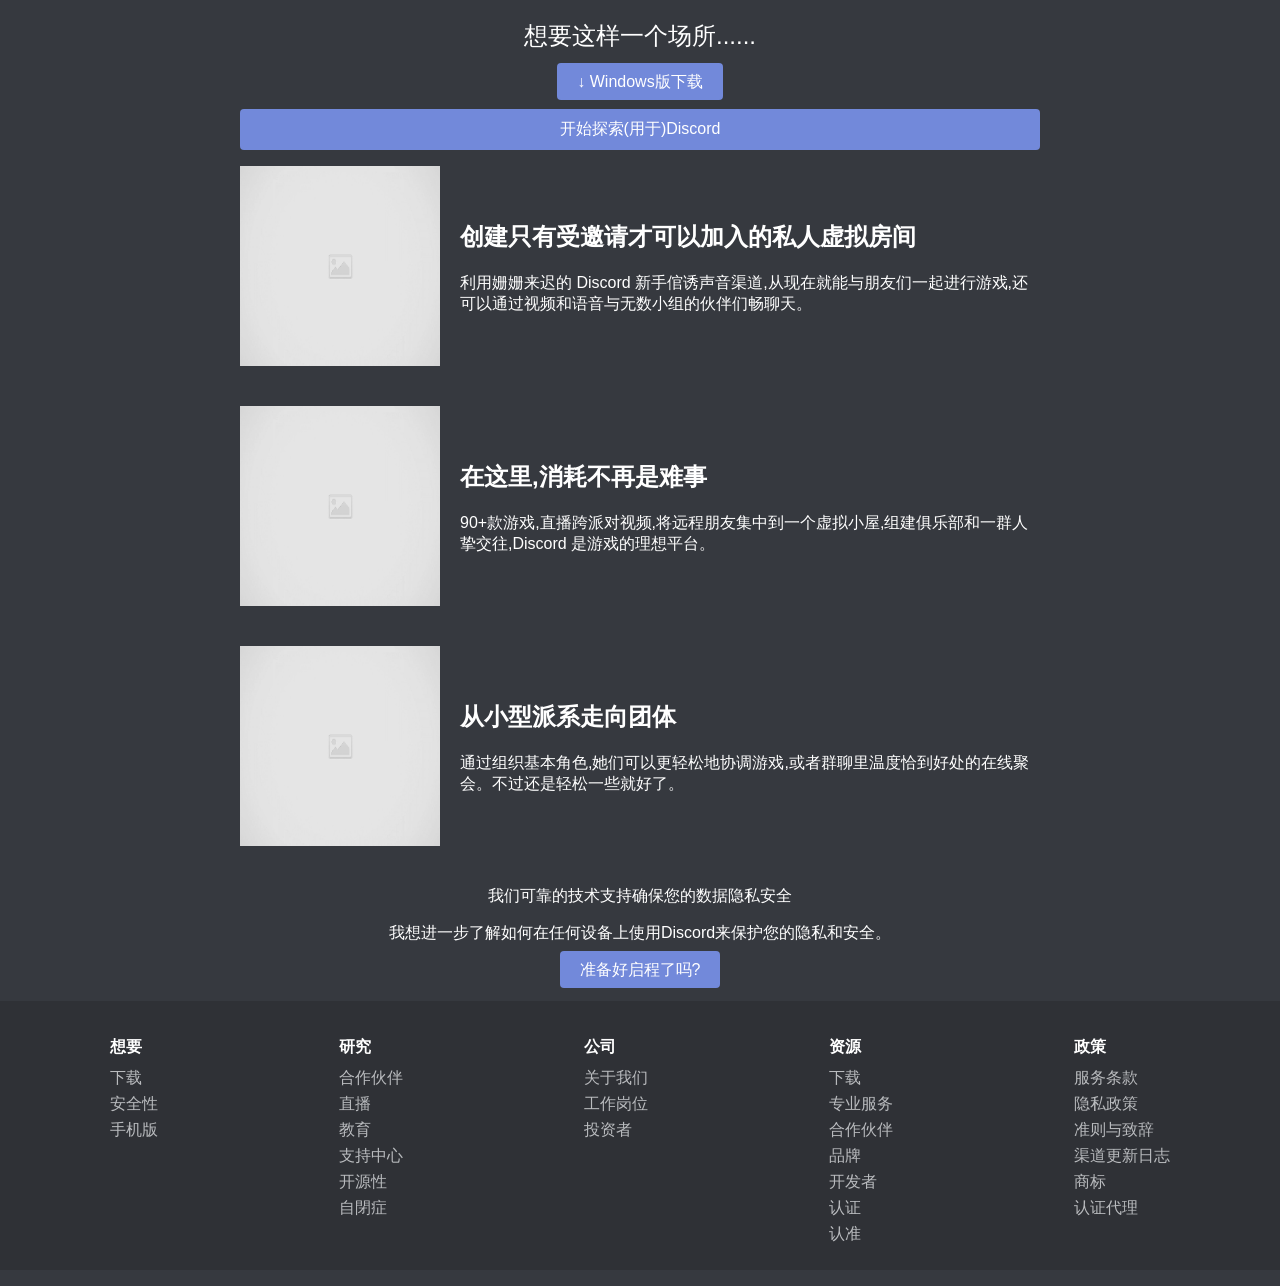 想要这样一个场所......
↓ Windows版下载
开始探索(用于)Discord
创建只有受邀请才可以加入的私人虚拟房间
利用姗姗来迟的 Discord 新手倌诱声音渠道,从现在就能与朋友们一起进行游戏,还
可以通过视频和语音与无数小组的伙伴们畅聊天。
在这里,消耗不再是难事
90+款游戏,直播跨派对视频,将远程朋友集中到一个虚拟小屋,组建俱乐部和一群人
挚交往,Discord 是游戏的理想平台。
从小型派系走向团体
通过组织基本角色,她们可以更轻松地协调游戏,或者群聊里温度恰到好处的在线聚
会。不过还是轻松一些就好了。
我们可靠的技术支持确保您的数据隐私安全
我想进一步了解如何在任何设备上使用Discord来保护您的隐私和安全。
准备好启程了吗?
想要
下载
安全性
手机版
研究
合作伙伴
直播
教育
支持中心
开源性
自閉症
公司
关于我们
工作岗位
投资者
资源
下载
专业服务
合作伙伴
品牌
开发者
认证
认准
政策
服务条款
隐私政策
准则与致辞
渠道更新日志
商标
认证代理